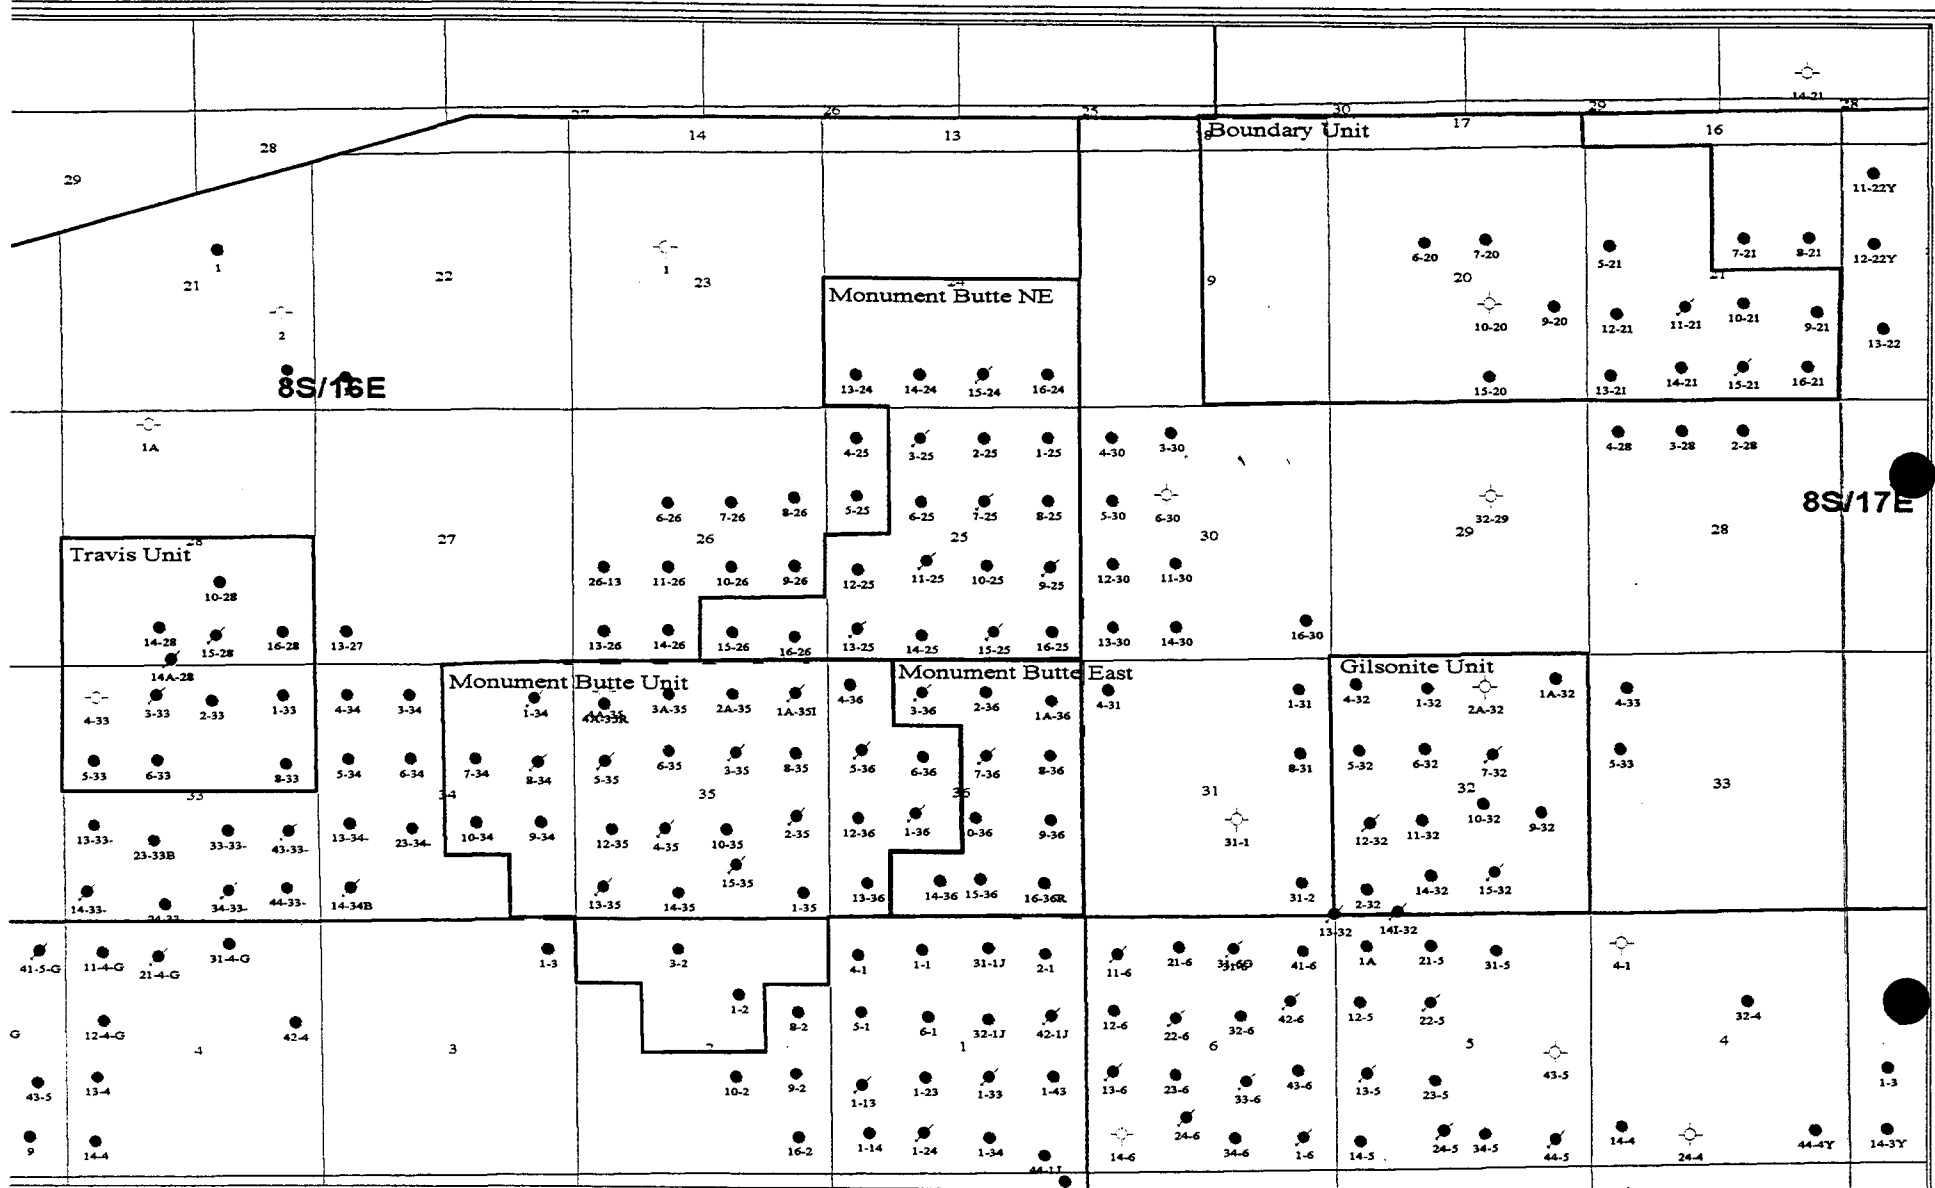 14-21
27 26 25 30 29 28
14 13 17 16
Boundary Unit
28
29
11-22Y
1 21 2
22
1 23
24
Monument Butte NE
9
6-20 7-20 20
5-21 7-21 8-21 21
12-22Y
10-20 9-20
12-21 11-21 10-21 9-21
13-22
8S/16E
13-24 14-24 15-24 16-24
15-20 13-21 14-21 15-21 16-21
1A
4-25 3-25 2-25 1-25
4-30 3-30
4-28 3-28 2-28
6-26 7-26 8-26 5-25 6-25 7-25 8-25
5-30 6-30
32-29
8S/17E
28 27 26 25 30 29 28
Travis Unit
10-28
26-13 11-26 10-26 9-26 12-25 11-25 10-25 9-25
12-30 11-30
14-28 15-28 16-28 13-27
13-26 14-26 15-26 16-26 13-25 14-25 15-25 16-25
13-30 14-30 16-30
14A-28
Monument Butte Unit
Monument Butte East
Gilsonite Unit
4-33 3-33 2-33 1-33 4-34 3-34
1-34 4A-35R 3A-35 2A-35 1A-35I 4-36 3-36 2-36 1A-36
4-31 1-31
4-32 1-32 2A-32 1A-32 4-33
5-33 6-33 8-33 5-34 6-34 7-34 8-34
5-35 6-35 3-35 8-35 5-36 6-36 7-36 8-36
8-31
5-32 6-32 7-32 5-33
33 34 35 36 31 32 33
13-33- 23-33B 33-33- 43-33- 13-34- 23-34- 10-34 9-34
12-35 4-35 10-35 2-35 12-36 1-36 0-36 9-36
31-1
12-32 11-32 10-32 9-32
15-35
14-33- 34-33- 44-33- 14-34B
13-35 14-35 1-35 13-36 14-36 15-36 16-36R
31-2
2-32 14-32 15-32
13-32 14I-32
41-5-G 11-4-G 21-4-G 31-4-G
1-3 3-2
4-1 1-1 31-1J 2-1
11-6 21-6 41-6
1A 21-5 31-5
4-1
1-2 8-2
G 12-4-G 42-4
5-1 6-1 32-1J 42-1J
12-6 22-6 32-6 42-6
12-5 22-5
32-4
4 3 2 1 6 5 4
43-5 13-4
10-2 9-2
1-13 1-23 1-33 1-43
13-6 23-6 33-6 43-6
13-5 23-5 43-5
1-3
9 14-4
16-2
1-14 1-24 1-34 44-1J
14-6 24-6 34-6 1-6
14-5 24-5 34-5 44-5
14-4 24-4 44-4Y 14-3Y